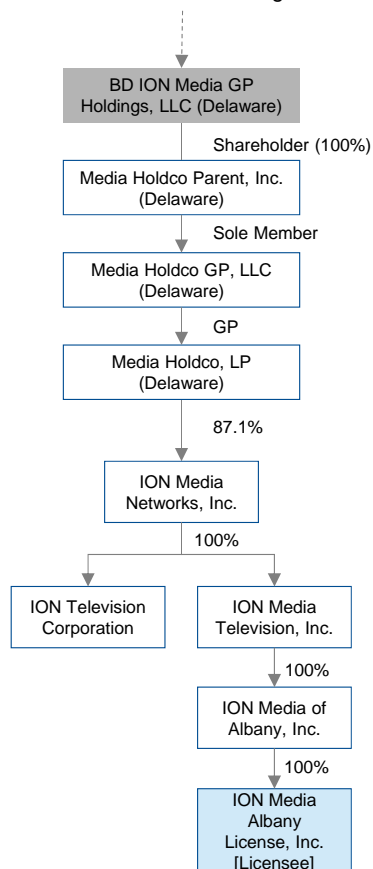 BD ION Media GP
Holdings, LLC (Delaware)
Shareholder (100%)
Media Holdco Parent, Inc.
(Delaware)
Sole Member
Media Holdco GP, LLC
(Delaware)
GP
Media Holdco, LP
(Delaware)
87.1%
ION Media
Networks, Inc.
100%
ION Television
Corporation
ION Media
Television, Inc.
100%
ION Media of
Albany, Inc.
100%
ION Media
Albany
License, Inc.
[Licensee]